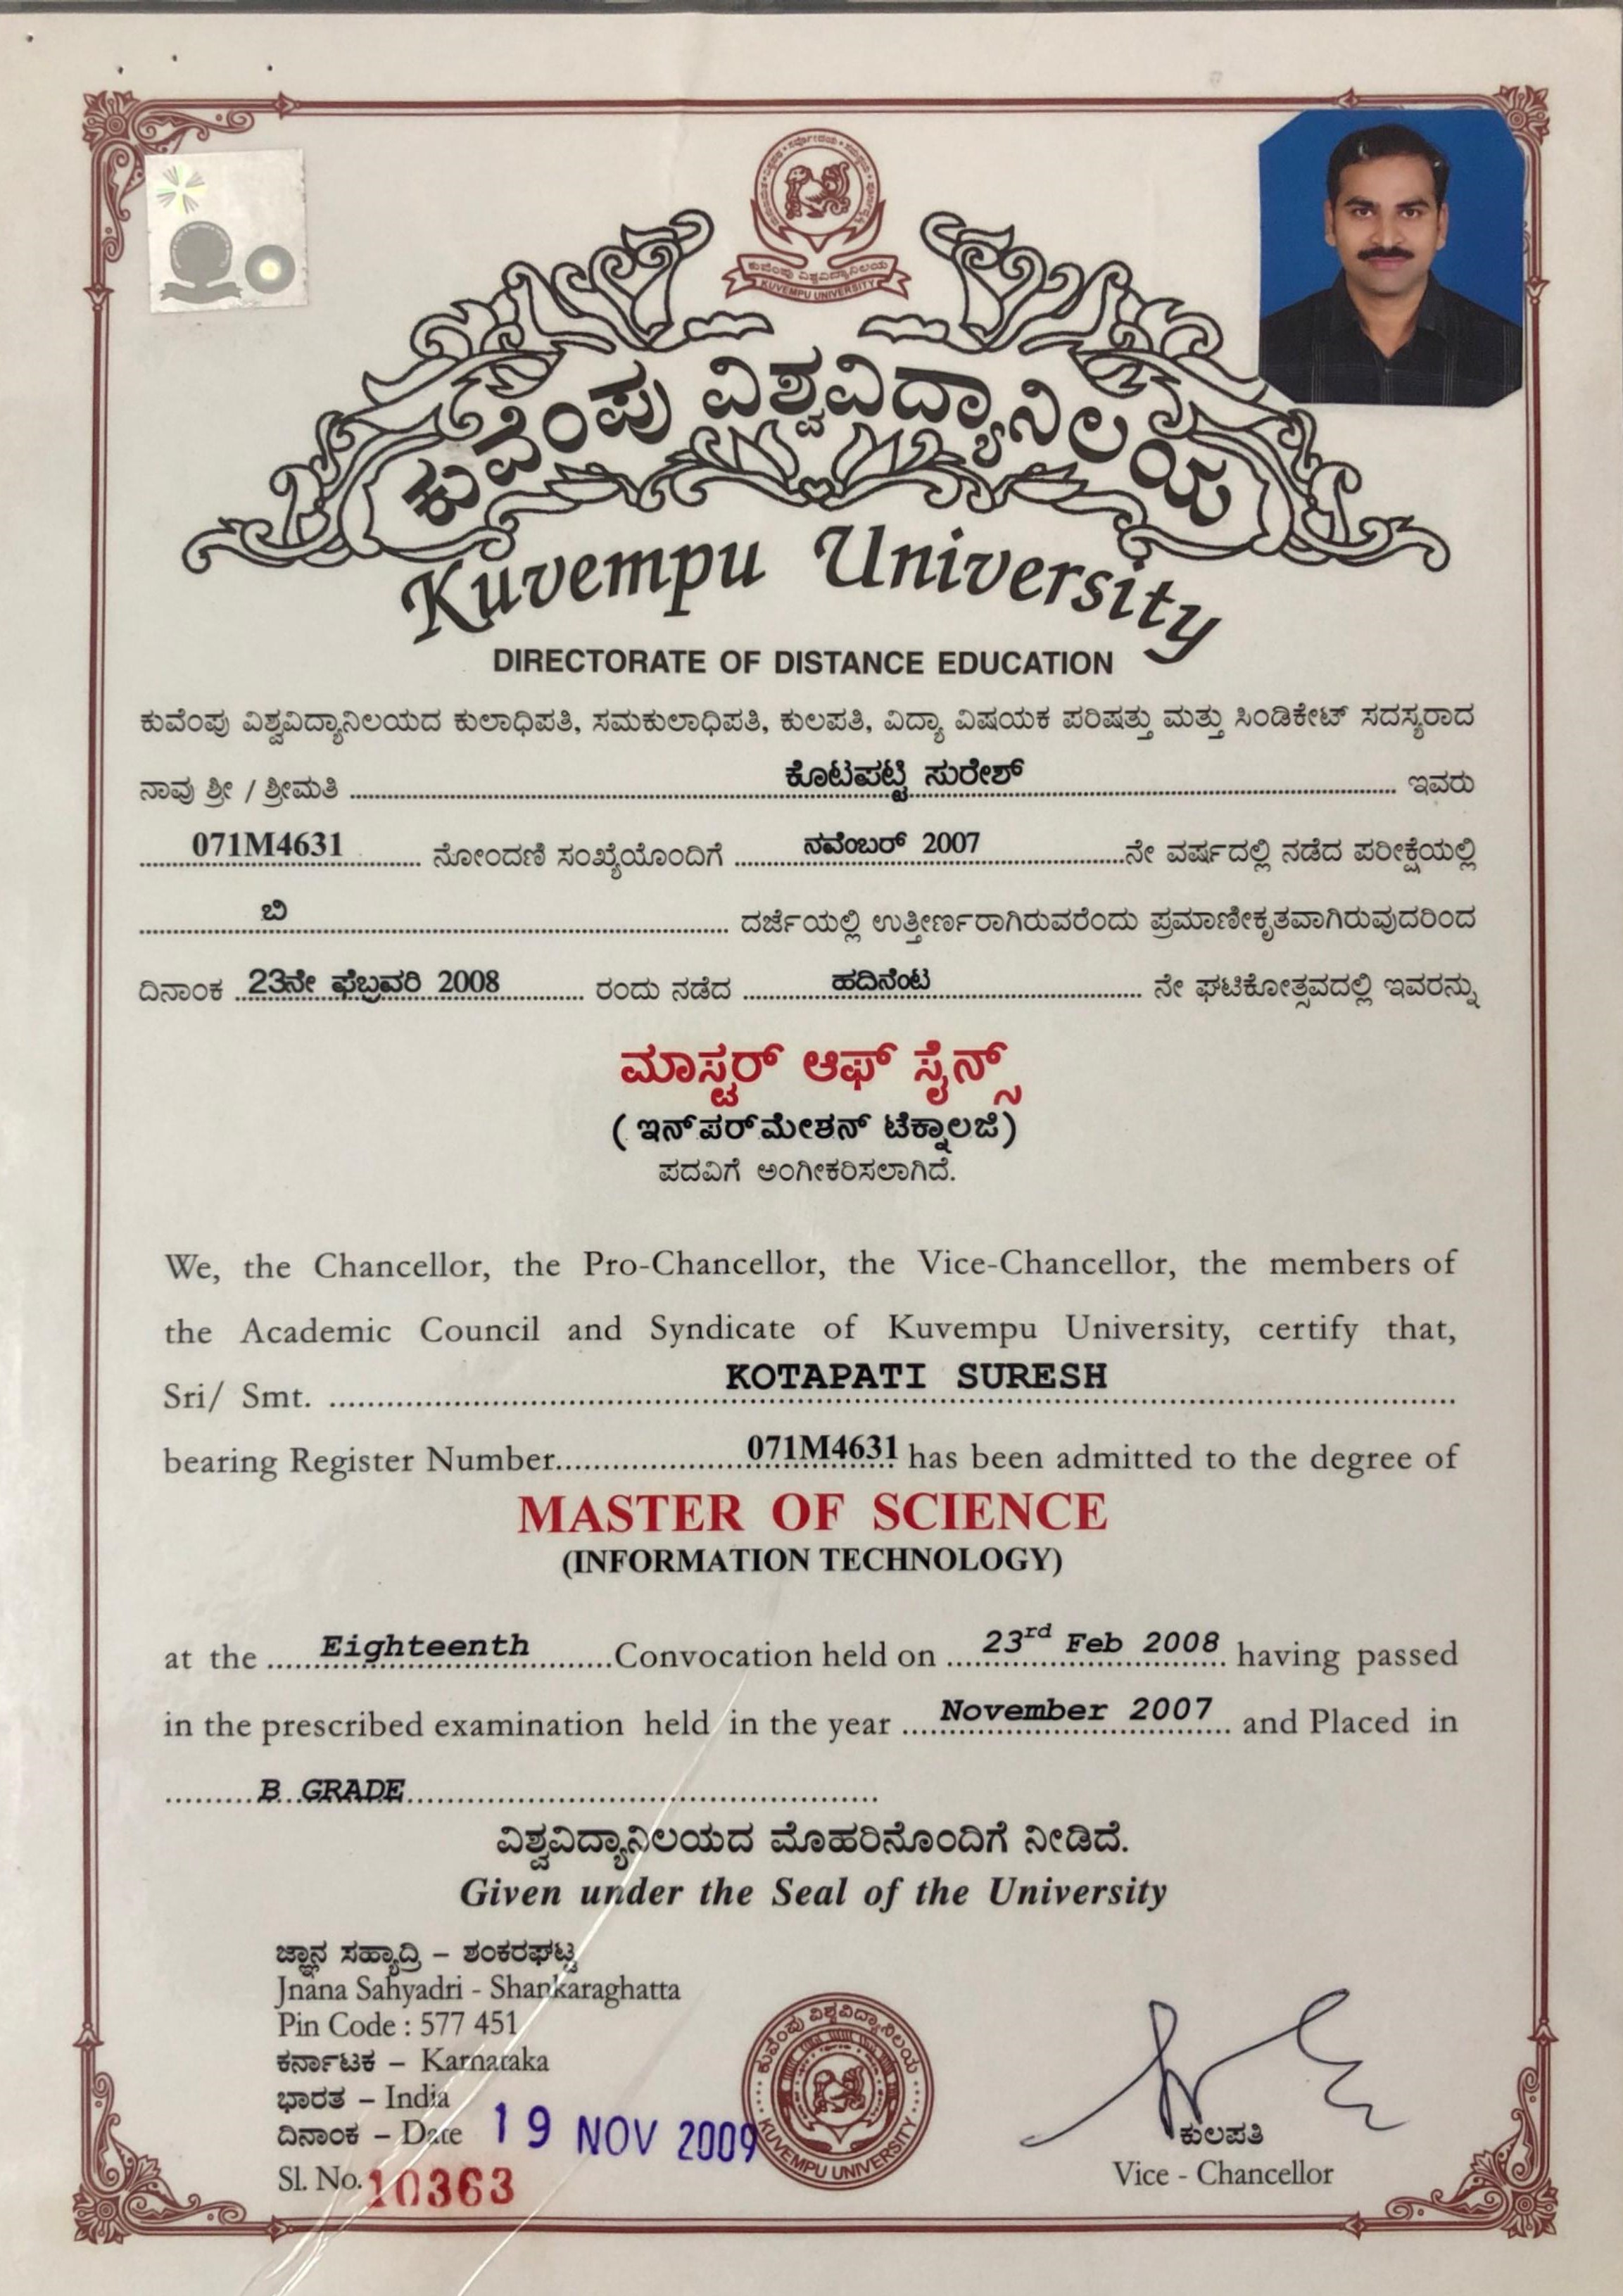 ಕುವೆಂಪು ವಿಶ್ವವಿದ್ಯಾನಿಲಯ
KUVEMPU UNIVERSITY
ಕುವೆಂಪು ವಿಶ್ವವಿದ್ಯಾನಿಲಯ
Kuvempu University
DIRECTORATE OF DISTANCE EDUCATION
ಕುವೆಂಪು ವಿಶ್ವವಿದ್ಯಾನಿಲಯದ ಕುಲಾಧಿಪತಿ, ಸಮಕುಲಾಧಿಪತಿ, ಕುಲಪತಿ, ವಿದ್ಯಾ ವಿಷಯಕ ಪರಿಷತ್ತು ಮತ್ತು ಸಿಂಡಿಕೇಟ್ ಸದಸ್ಯರಾದ
ನಾವು ಶ್ರೀ / ಶ್ರೀಮತಿ ಕೊಟಪಟ್ಟಿ ಸುರೇಶ್ ಇವರು
071M4631 ನೋಂದಣಿ ಸಂಖ್ಯೆಯೊಂದಿಗೆ ನವೆಂಬರ್ 2007 ನೇ ವರ್ಷದಲ್ಲಿ ನಡೆದ ಪರೀಕ್ಷೆಯಲ್ಲಿ
ಬಿ ದರ್ಜೆಯಲ್ಲಿ ಉತ್ತೀರ್ಣರಾಗಿರುವರೆಂದು ಪ್ರಮಾಣೀಕೃತವಾಗಿರುವುದರಿಂದ
ದಿನಾಂಕ 23ನೇ ಫೆಬ್ರವರಿ 2008 ರಂದು ನಡೆದ ಹದಿನೆಂಟ ನೇ ಘಟಿಕೋತ್ಸವದಲ್ಲಿ ಇವರನ್ನು
ಮಾಸ್ಟರ್ ಆಫ್ ಸೈನ್ಸ್
(ಇನ್‌ಪರ್‌ಮೇಶನ್ ಟೆಕ್ನಾಲಜಿ)
ಪದವಿಗೆ ಅಂಗೀಕರಿಸಲಾಗಿದೆ.
We, the Chancellor, the Pro-Chancellor, the Vice-Chancellor, the members of
the Academic Council and Syndicate of Kuvempu University, certify that,
Sri/ Smt. KOTAPATI SURESH
bearing Register Number 071M4631 has been admitted to the degree of
MASTER OF SCIENCE
(INFORMATION TECHNOLOGY)
at the Eighteenth Convocation held on 23rd Feb 2008 having passed
in the prescribed examination held in the year November 2007 and Placed in
B GRADE
ವಿಶ್ವವಿದ್ಯಾನಿಲಯದ ಮೊಹರಿನೊಂದಿಗೆ ನೀಡಿದೆ.
Given under the Seal of the University
ಜ್ಞಾನ ಸಹ್ಯಾದ್ರಿ – ಶಂಕರಘಟ್ಟ
Jnana Sahyadri - Shankaraghatta
Pin Code : 577 451
ಕರ್ನಾಟಕ – Karnataka
ಭಾರತ – India
ದಿನಾಂಕ – Date 19 NOV 2009
Sl. No. 10363
ಕುವೆಂಪು ವಿಶ್ವವಿದ್ಯಾನಿಲಯ
KUVEMPU UNIVERSITY
ಕುಲಪತಿ
Vice - Chancellor